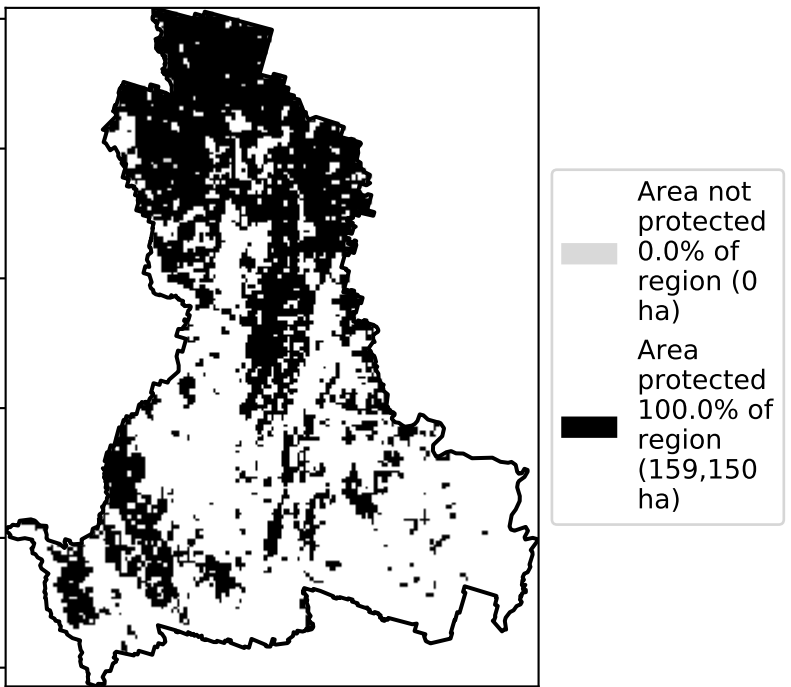 Area not
protected
0.0% of
region (0
ha)
Area
protected
100.0% of
region
(159,150
ha)